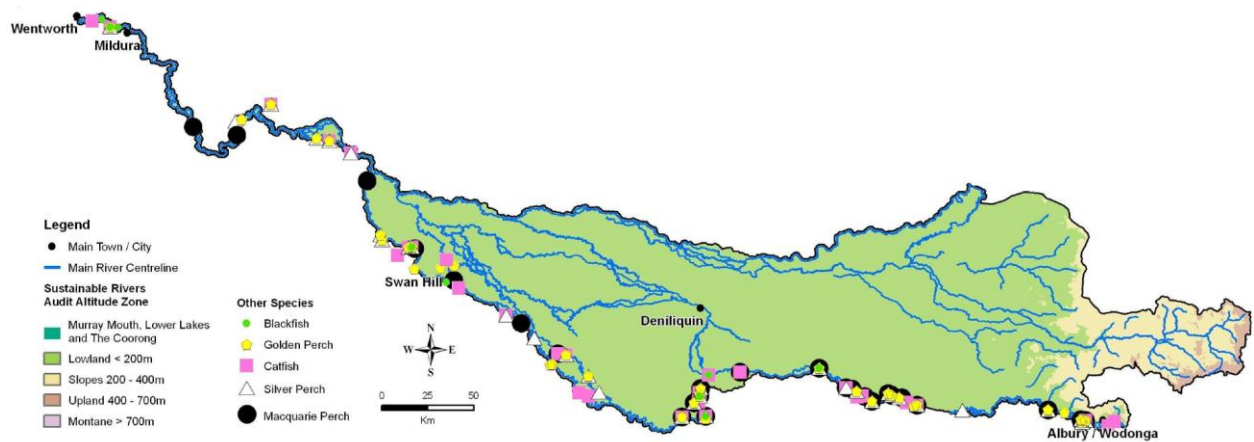 Wentworth
Mildura
Legend
Main Town / City
Main River Centreline
Sustainable Rivers
Audit Altitude Zone
Murray Mouth, Lower Lakes
and The Coorong
Lowland < 200m
Slopes 200 - 400m
Upland 400 - 700m
Montane > 700m
Other Species
Blackfish
Golden Perch
Catfish
Silver Perch
Macquarie Perch
N
W E
S
0 25 50
Km
Swan Hill
Deniliquin
Albury / Wodonga